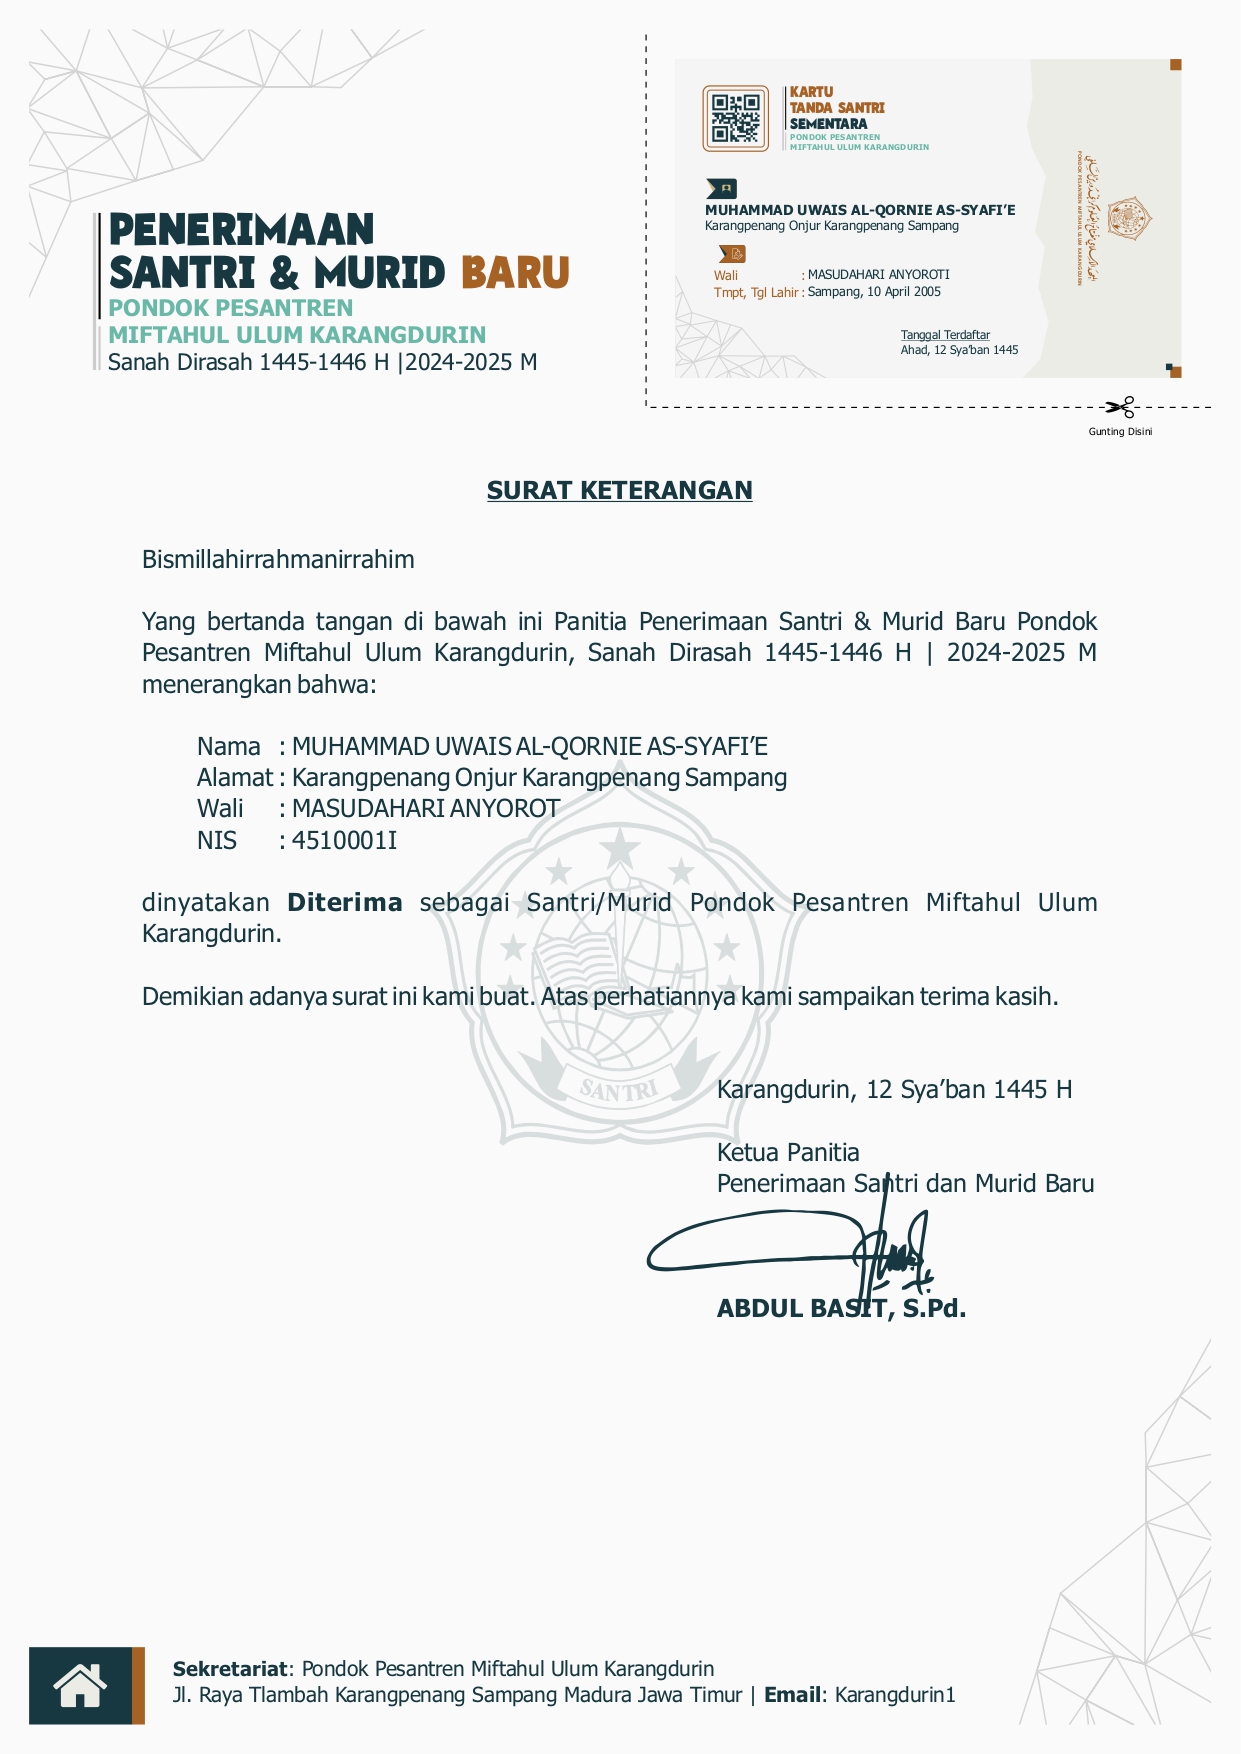 PENERIMAAN
SANTRI & MURID BARU
PONDOK PESANTREN
MIFTAHUL ULUM KARANGDURIN
Sanah Dirasah 1445-1446 H |2024-2025 M
KARTU
TANDA SANTRI
SEMENTARA
PONDOK PESANTREN
MIFTAHUL ULUM KARANGDURIN
MUHAMMAD UWAIS AL-QORNIE AS-SYAFI’E
Karangpenang Onjur Karangpenang Sampang
Wali : MASUDAHARI ANYOROTI
Tmpt, Tgl Lahir : Sampang, 10 April 2005
Tanggal Terdaftar
Ahad, 12 Sya’ban 1445
PONDOK PESANTREN MIFTAHUL ULUM KARANGDURIN
Gunting Disini
SURAT KETERANGAN
Bismillahirrahmanirrahim
Yang bertanda tangan di bawah ini Panitia Penerimaan Santri & Murid Baru Pondok
Pesantren Miftahul Ulum Karangdurin, Sanah Dirasah 1445-1446 H | 2024-2025 M
menerangkan bahwa:
Nama : MUHAMMAD UWAIS AL-QORNIE AS-SYAFI’E
Alamat : Karangpenang Onjur Karangpenang Sampang
Wali : MASUDAHARI ANYOROT
NIS : 4510001I
dinyatakan Diterima sebagai Santri/Murid Pondok Pesantren Miftahul Ulum
Karangdurin.
Demikian adanya surat ini kami buat. Atas perhatiannya kami sampaikan terima kasih.
SANTRI
Karangdurin, 12 Sya’ban 1445 H
Ketua Panitia
Penerimaan Santri dan Murid Baru
ABDUL BASIT, S.Pd.
Sekretariat: Pondok Pesantren Miftahul Ulum Karangdurin
Jl. Raya Tlambah Karangpenang Sampang Madura Jawa Timur | Email: Karangdurin1